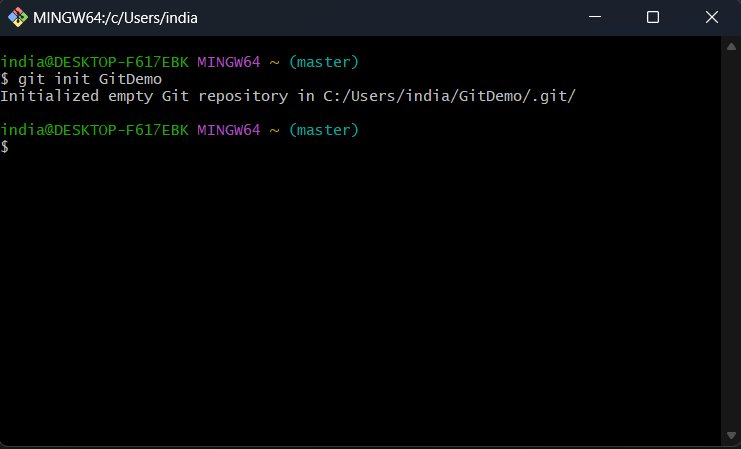 MINGW64:/c/Users/india
india@DESKTOP-F617EBK MINGW64 ~ (master)
$ git init GitDemo
Initialized empty Git repository in C:/Users/india/GitDemo/.git/
india@DESKTOP-F617EBK MINGW64 ~ (master)
$